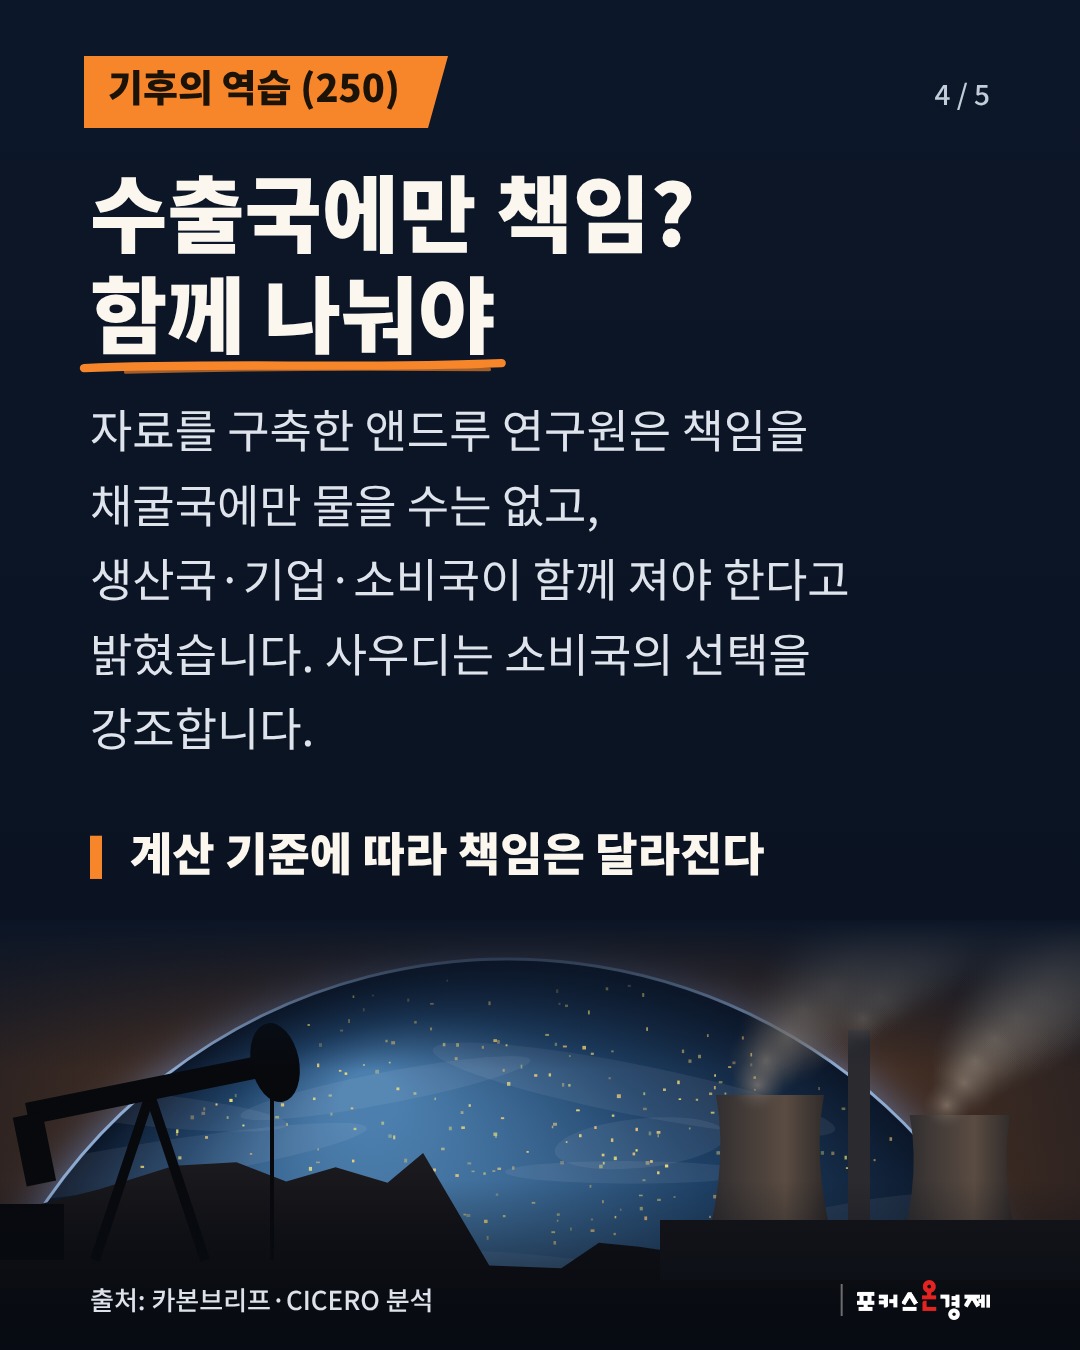 기후의 역습 (250)
4 / 5
수출국에만 책임?
함께 나눠야
자료를 구축한 앤드루 연구원은 책임을
채굴국에만 물을 수는 없고,
생산국·기업·소비국이 함께 져야 한다고
밝혔습니다. 사우디는 소비국의 선택을
강조합니다.
계산 기준에 따라 책임은 달라진다
출처: 카본브리프·CICERO 분석
포커스온경제